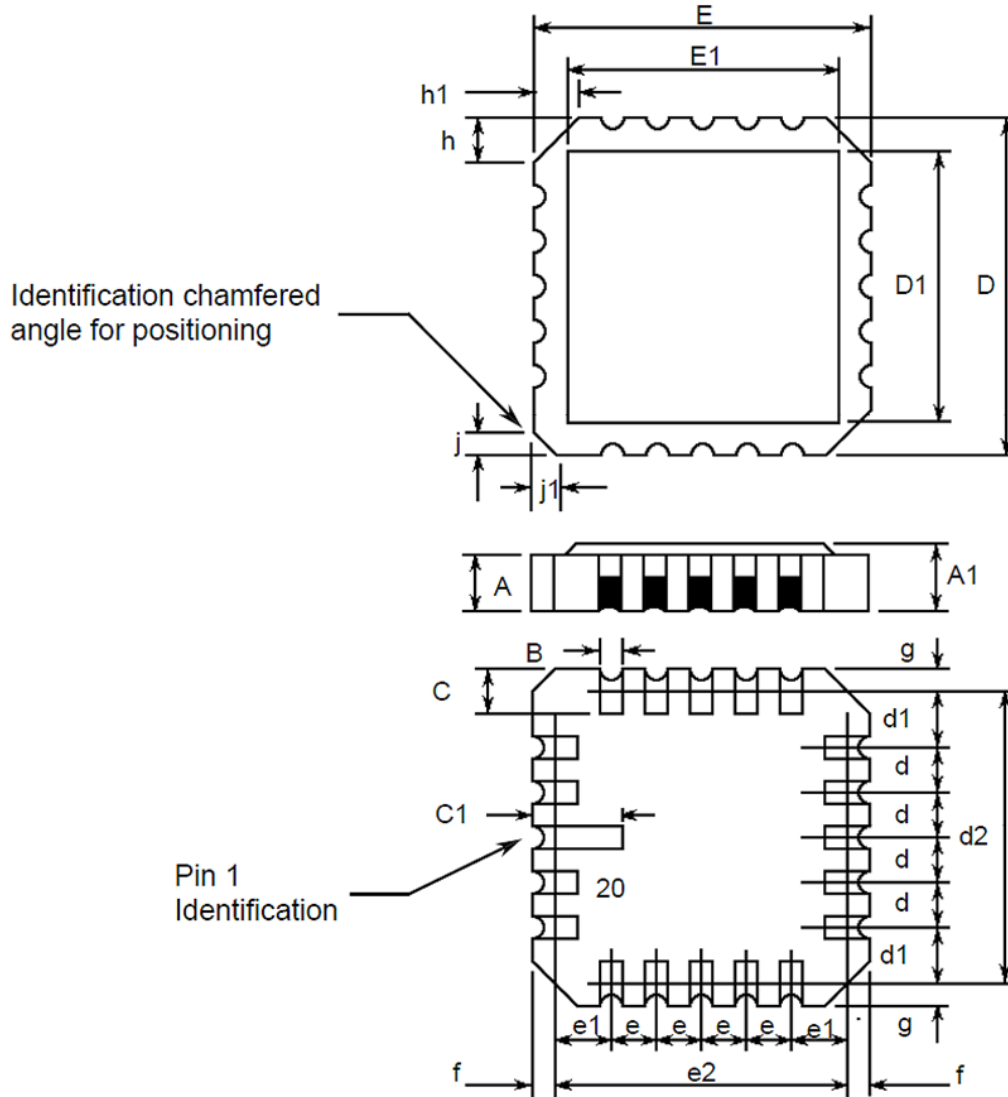 E
E1
h1
h
Identification chamfered
angle for positioning
D1
D
j
j1
A
A1
B
g
C
d1
d
C1
d
d2
Pin 1
Identification
20
d
d
d1
e1 e e e e e1
g
f
e2
f